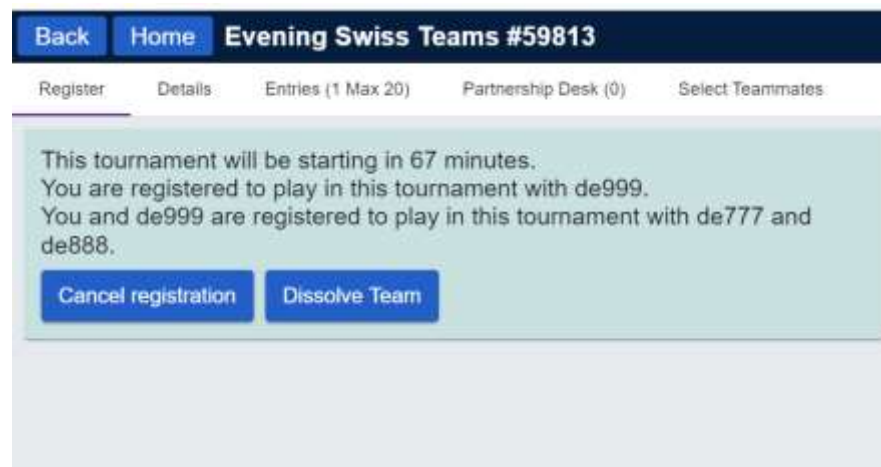 Back Home Evening Swiss Teams #59813
Register Details Entries (1 Max 20) Partnership Desk (0) Select Teammates
This tournament will be starting in 67 minutes.
You are registered to play in this tournament with de999.
You and de999 are registered to play in this tournament with de777 and
de888.
Cancel registration Dissolve Team